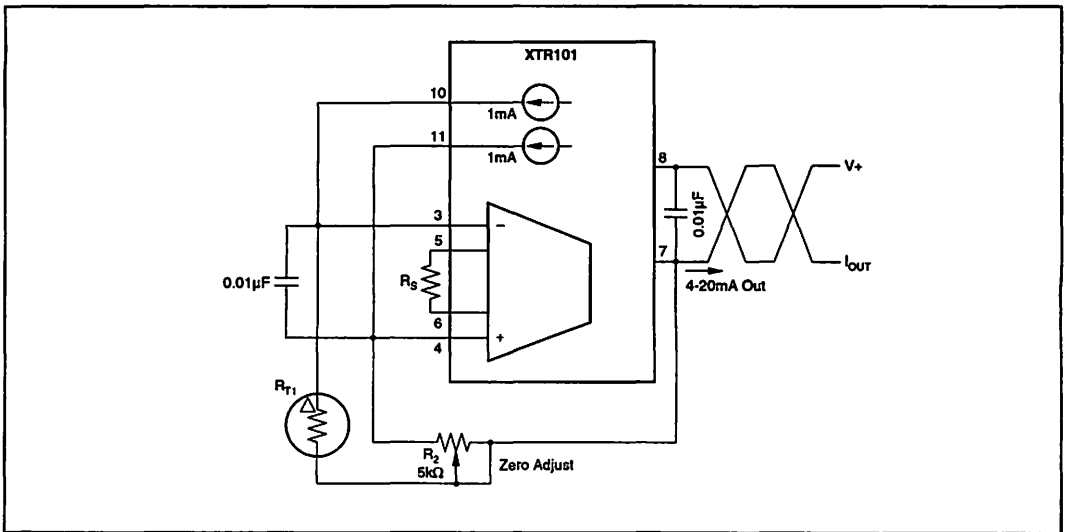 XTR101
10
1mA
11
1mA
8
V+
0.01µF
3
−
5
R_S
0.01µF
7
I_OUT
4-20mA Out
6
+
4
R_T1
R_2
5kΩ
Zero Adjust